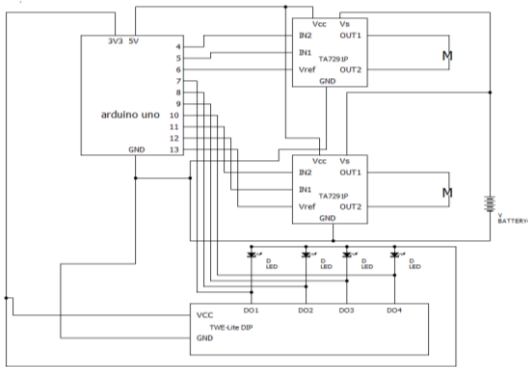 3V3 5V
arduino uno
GND
4
5
6
7
8
9
10
11
12
13
Vcc Vs
IN2 OUT1
IN1
TA7291P
Vref OUT2
GND
M
Vcc Vs
IN2 OUT1
IN1
TA7291P
Vref OUT2
GND
M
V
BATTERY
D
LED
D
LED
D
LED
D
LED
DO1 DO2 DO3 DO4
VCC
TWE-Lite DIP
GND